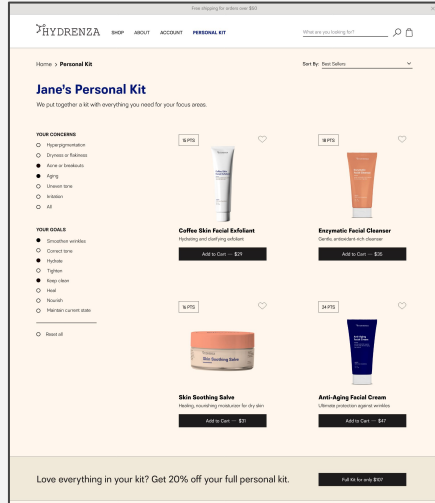 Free shipping for orders over $50
HYDRENZA
SHOP ABOUT ACCOUNT PERSONAL KIT
What are you looking for?
Home > Personal Kit
Sort By: Best Sellers
Jane's Personal Kit
We put together a kit with everything you need for your focus areas.
YOUR CONCERNS
Hyperpigmentation
Dryness or flakiness
Acne or breakouts
Aging
Uneven tone
Irritation
All
YOUR GOALS
Smoothen wrinkles
Correct tone
Hydrate
Tighten
Keep clean
Heal
Nourish
Maintain current state
Reset all
15 PTS
Coffee Skin Facial Exfoliant
Hydrating and clarifying exfoliant
Add to Cart — $29
18 PTS
Enzymatic Facial Cleanser
Gentle, antioxidant-rich cleanser
Add to Cart — $35
16 PTS
Skin Soothing Salve
Skin Soothing Salve
Healing, nourishing moisturizer for dry skin
Add to Cart — $31
24 PTS
Anti-Aging
Facial Cream
Anti-Aging Facial Cream
Ultimate protection against wrinkles
Add to Cart — $47
Love everything in your kit? Get 20% off your full personal kit.
Full Kit for only $107